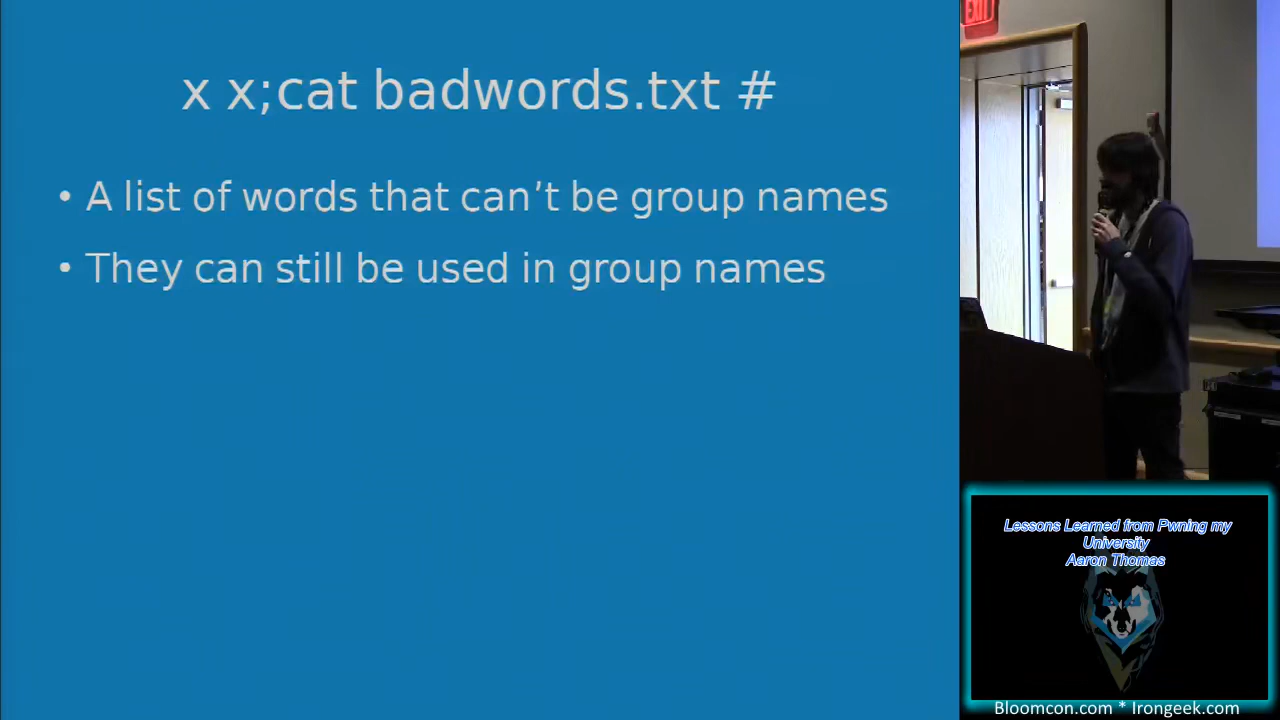 x x;cat badwords.txt #
• A list of words that can’t be group names
• They can still be used in group names
EXIT
Lessons Learned from Pwning my
University
Aaron Thomas
Bloomcon.com * Irongeek.com